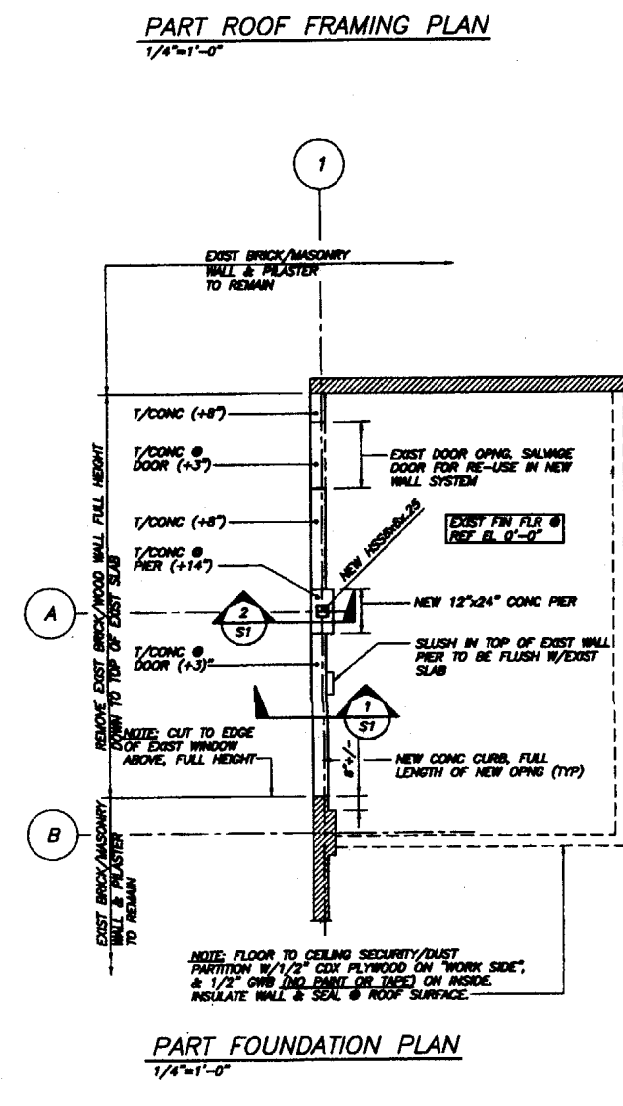 PART ROOF FRAMING PLAN
1/4"=1'-0"
1
EXIST BRICK/MASONRY
WALL & PILASTER
TO REMAIN
T/CONC (+8")
T/CONC @
DOOR (+3")
T/CONC (+8")
T/CONC @
PIER (+14")
T/CONC @
DOOR (+3)"
REMOVE EXIST BRICK/WOOD WALL FULL HEIGHT
DOWN TO TOP OF EXIST SLAB
EXIST DOOR OPNG, SALVAGE
DOOR FOR RE-USE IN NEW
WALL SYSTEM
NEW HSS6x6x.25
EXIST FIN FLR @
REF EL 0'-0"
A
2
S1
NEW 12"x24" CONC PIER
SLUSH IN TOP OF EXIST WALL
PIER TO BE FLUSH W/EXIST
SLAB
1
S1
NOTE: CUT TO EDGE
OF EXIST WINDOW
ABOVE, FULL HEIGHT
6"+/-
NEW CONC CURB, FULL
LENGTH OF NEW OPNG (TYP)
B
EXIST BRICK/MASONRY
WALL & PILASTER
TO REMAIN
NOTE: FLOOR TO CEILING SECURITY/DUST
PARTITION W/1/2" CDX PLYWOOD ON "WORK SIDE",
& 1/2" GWB (NO PAINT OR TAPE) ON INSIDE.
INSULATE WALL & SEAL @ ROOF SURFACE.
PART FOUNDATION PLAN
1/4"=1'-0"